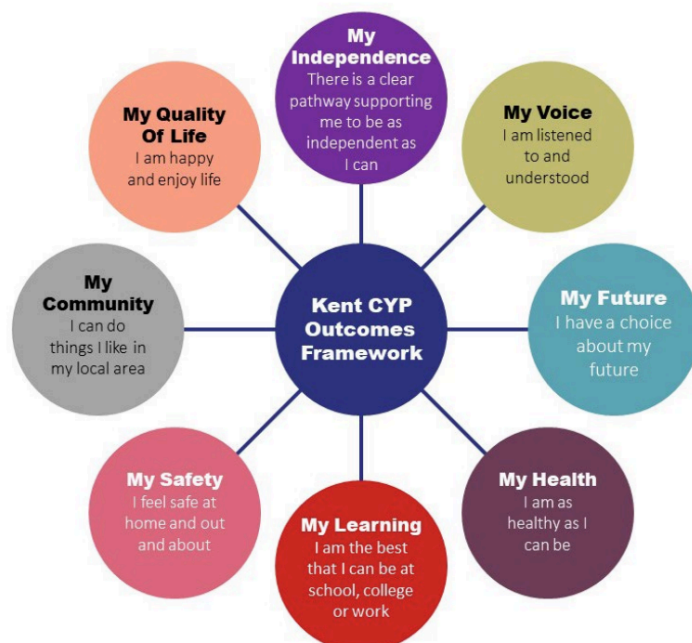 My
Independence
There is a clear
pathway supporting
me to be as
independent as
I can
My Voice
I am listened
to and
understood
My Future
I have a choice
about my
future
My Health
I am as
healthy as I
can be
My Learning
I am the best
that I can be at
school, college
or work
My Safety
I feel safe at
home and out
and about
My
Community
I can do
things I like in
my local area
My Quality
Of Life
I am happy
and enjoy life
Kent CYP
Outcomes
Framework